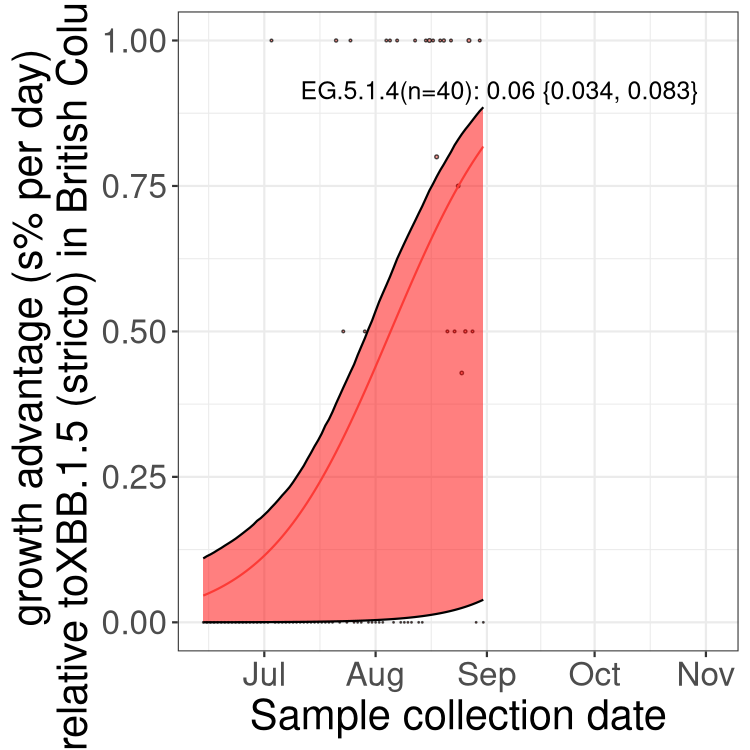 growth advantage (s% per day)
relative toXBB.1.5 (stricto) in British Colu
1.00
0.75
0.50
0.25
0.00
EG.5.1.4(n=40): 0.06 {0.034, 0.083}
Jul Aug Sep Oct Nov
Sample collection date